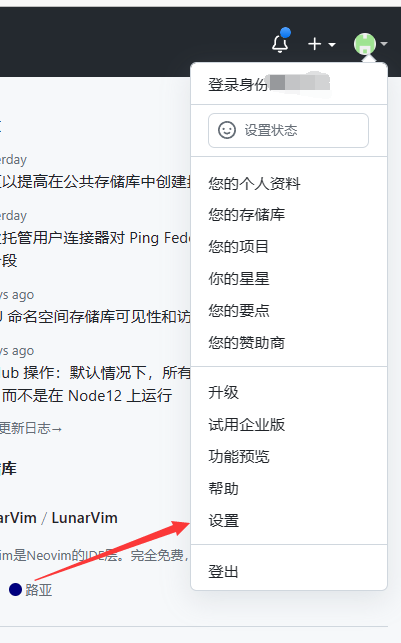 登录身份
设置状态
您的个人资料
您的存储库
您的项目
你的星星
您的要点
您的赞助商
升级
试用企业版
功能预览
帮助
设置
登出
erday
以提高在公共存储库中创建
erday
托管用户连接器对 Ping Fede
段
ys ago
命名空间存储库可见性和访
ys ago
ub 操作：默认情况下，所有
而不是在 Node12 上运行
更新日志→
库
arVim / LunarVim
im是Neovim的IDE层。完全免费，
路亚